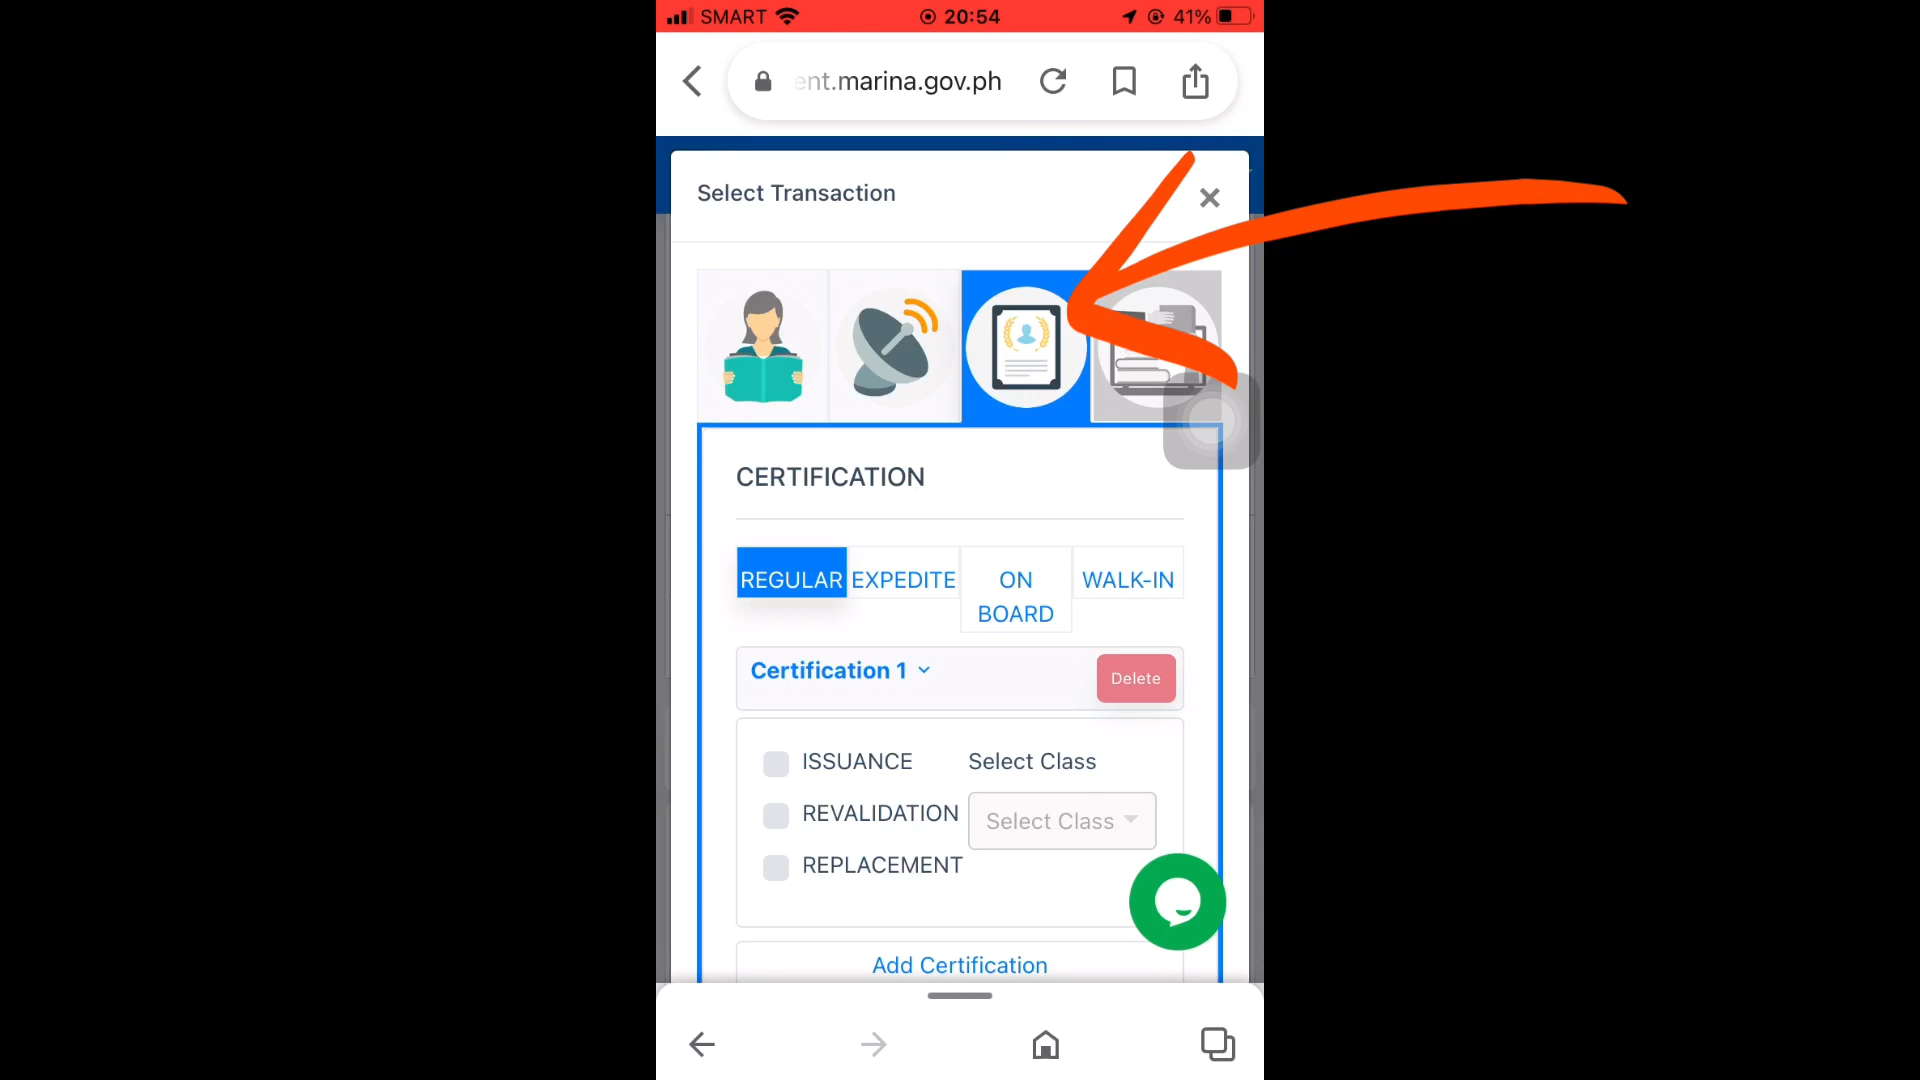 SMART 20:54 41%
ent.marina.gov.ph
Select Transaction
CERTIFICATION
REGULAR EXPEDITE ON BOARD WALK-IN
Certification 1 Delete
ISSUANCE Select Class
REVALIDATION Select Class
REPLACEMENT
Add Certification